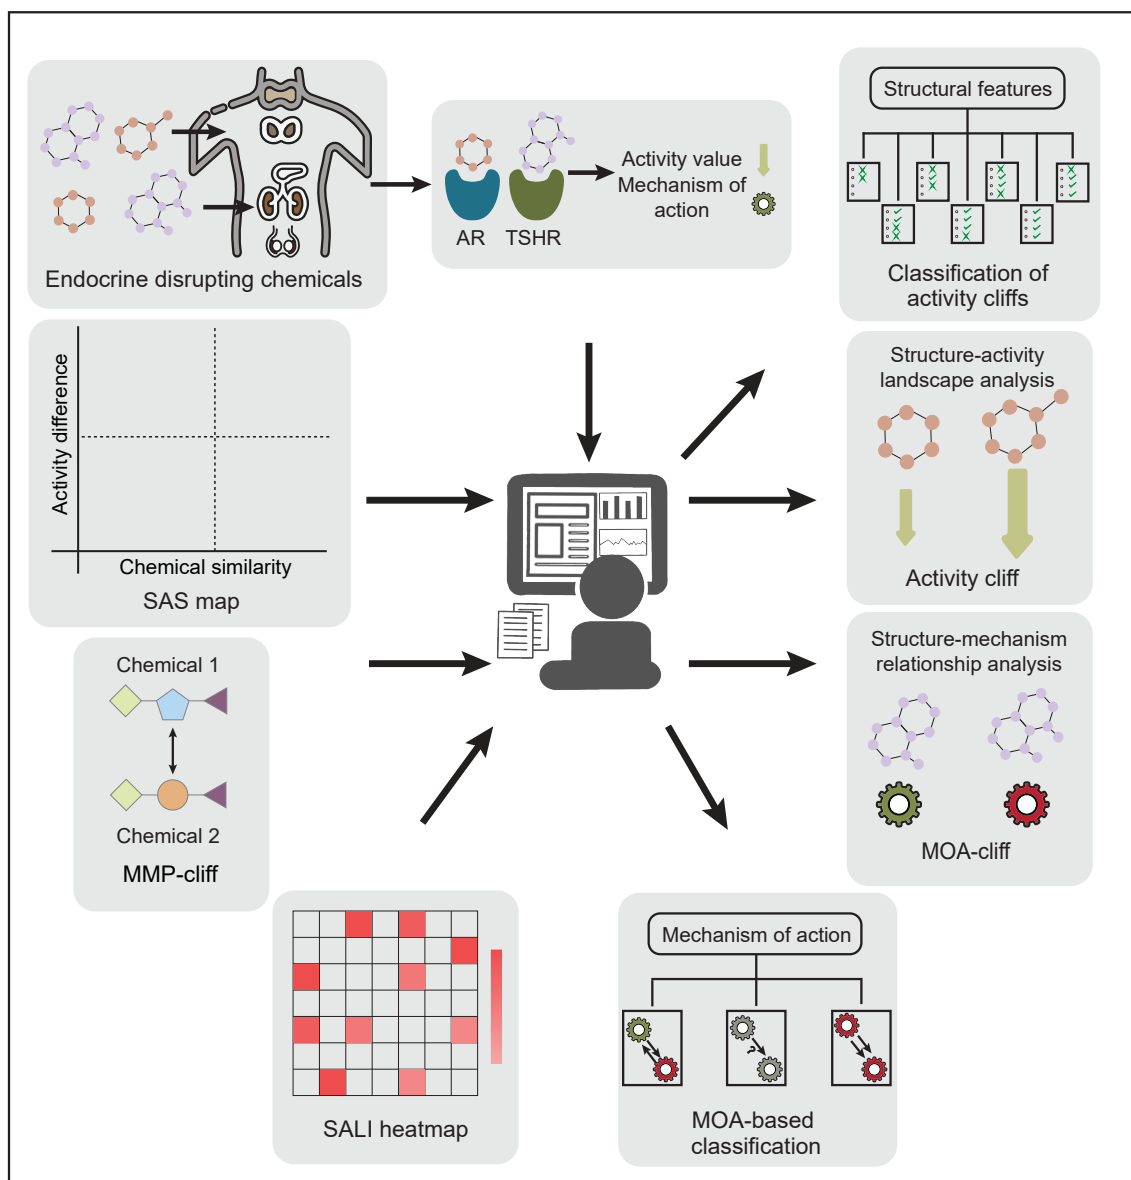 Endocrine disrupting chemicals
AR
TSHR
Activity value
Mechanism of
action
Structural features
Classification of
activity cliffs
Activity difference
Chemical similarity
SAS map
Structure-activity
landscape analysis
Activity cliff
Chemical 1
Chemical 2
MMP-cliff
Structure-mechanism
relationship analysis
MOA-cliff
SALI heatmap
Mechanism of action
?
MOA-based
classification